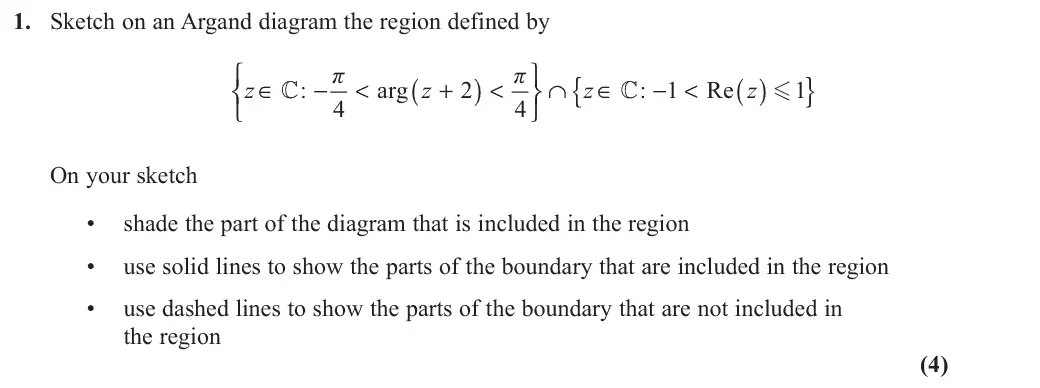 1. Sketch on an Argand diagram the region defined by
{z ∈ ℂ: −π/4 < arg(z + 2) < π/4} ∩ {z ∈ ℂ: −1 < Re(z) ⩽ 1}
On your sketch
• shade the part of the diagram that is included in the region
• use solid lines to show the parts of the boundary that are included in the region
• use dashed lines to show the parts of the boundary that are not included in
the region
(4)